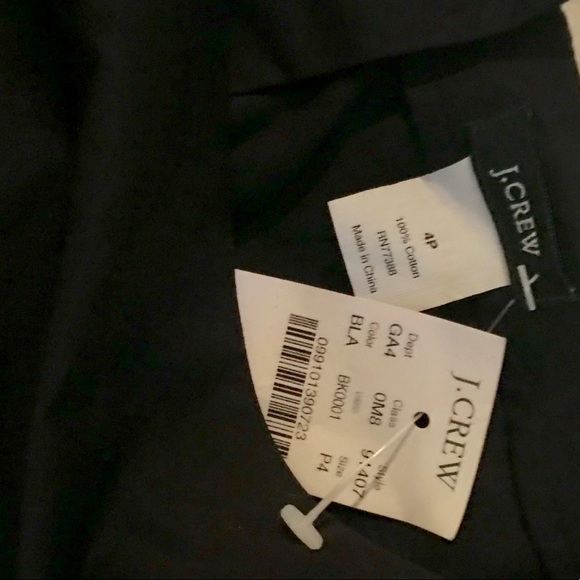 J.CREW
4P
100% Cotton
RN77388
Made in China
J.CREW
Dept Class Style
GA4 0M8
Color Size
BLA BK0001 P4
099101390723